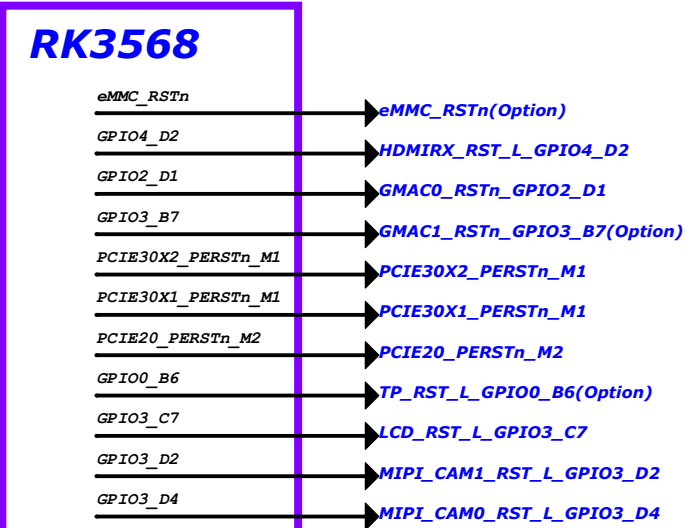 RK3568
eMMC_RSTn
eMMC_RSTn(Option)
GPIO4_D2
HDMIRX_RST_L_GPIO4_D2
GPIO2_D1
GMAC0_RSTn_GPIO2_D1
GPIO3_B7
GMAC1_RSTn_GPIO3_B7(Option)
PCIE30X2_PERSTn_M1
PCIE30X2_PERSTn_M1
PCIE30X1_PERSTn_M1
PCIE30X1_PERSTn_M1
PCIE20_PERSTn_M2
PCIE20_PERSTn_M2
GPIO0_B6
TP_RST_L_GPIO0_B6(Option)
GPIO3_C7
LCD_RST_L_GPIO3_C7
GPIO3_D2
MIPI_CAM1_RST_L_GPIO3_D2
GPIO3_D4
MIPI_CAM0_RST_L_GPIO3_D4